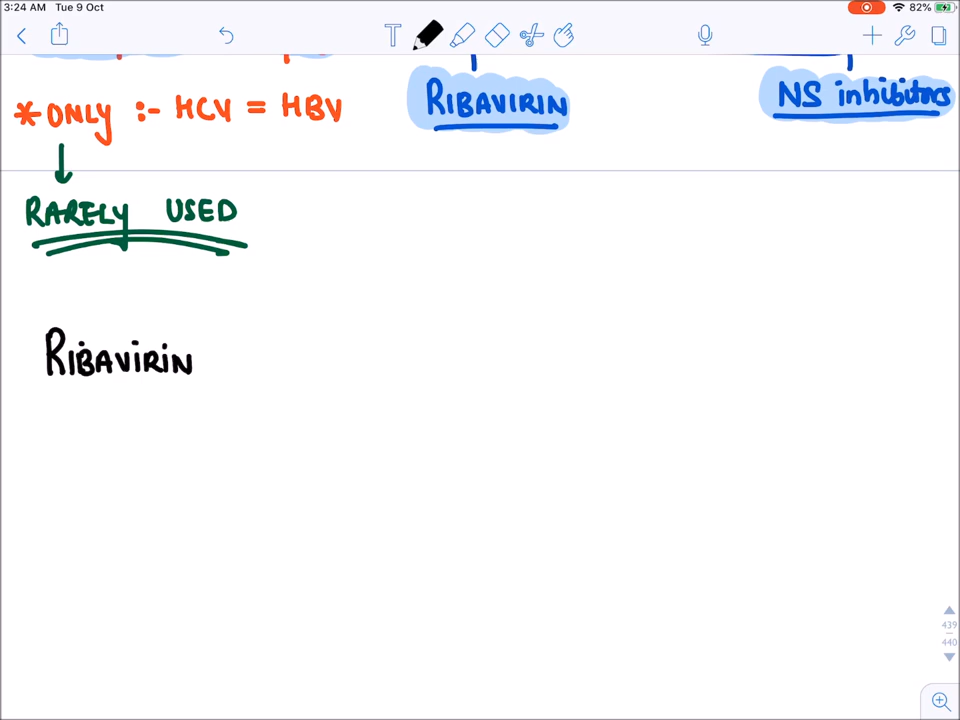 3:24 AM Tue 9 Oct 82%
T
RIBAVIRIN NS inhibitors
*ONLY :- HCV = HBV
RARELY USED
RIBAVIRIN
439
440